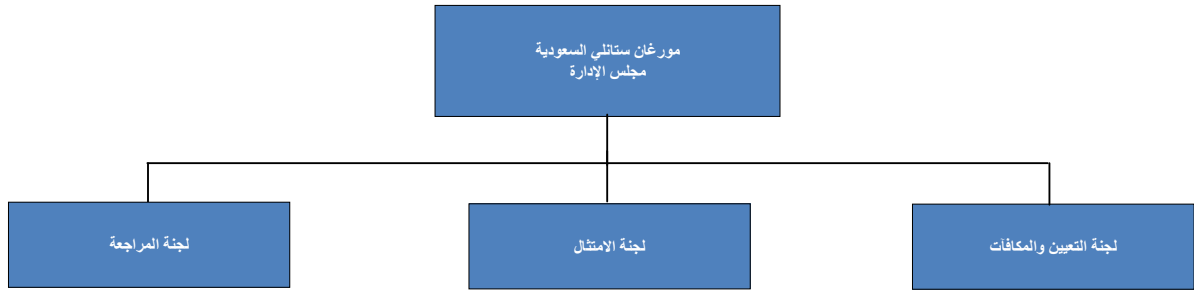 مورغان ستانلي السعودية
مجلس الإدارة
لجنة التعيين والمكافآت
لجنة الامتثال
لجنة المراجعة